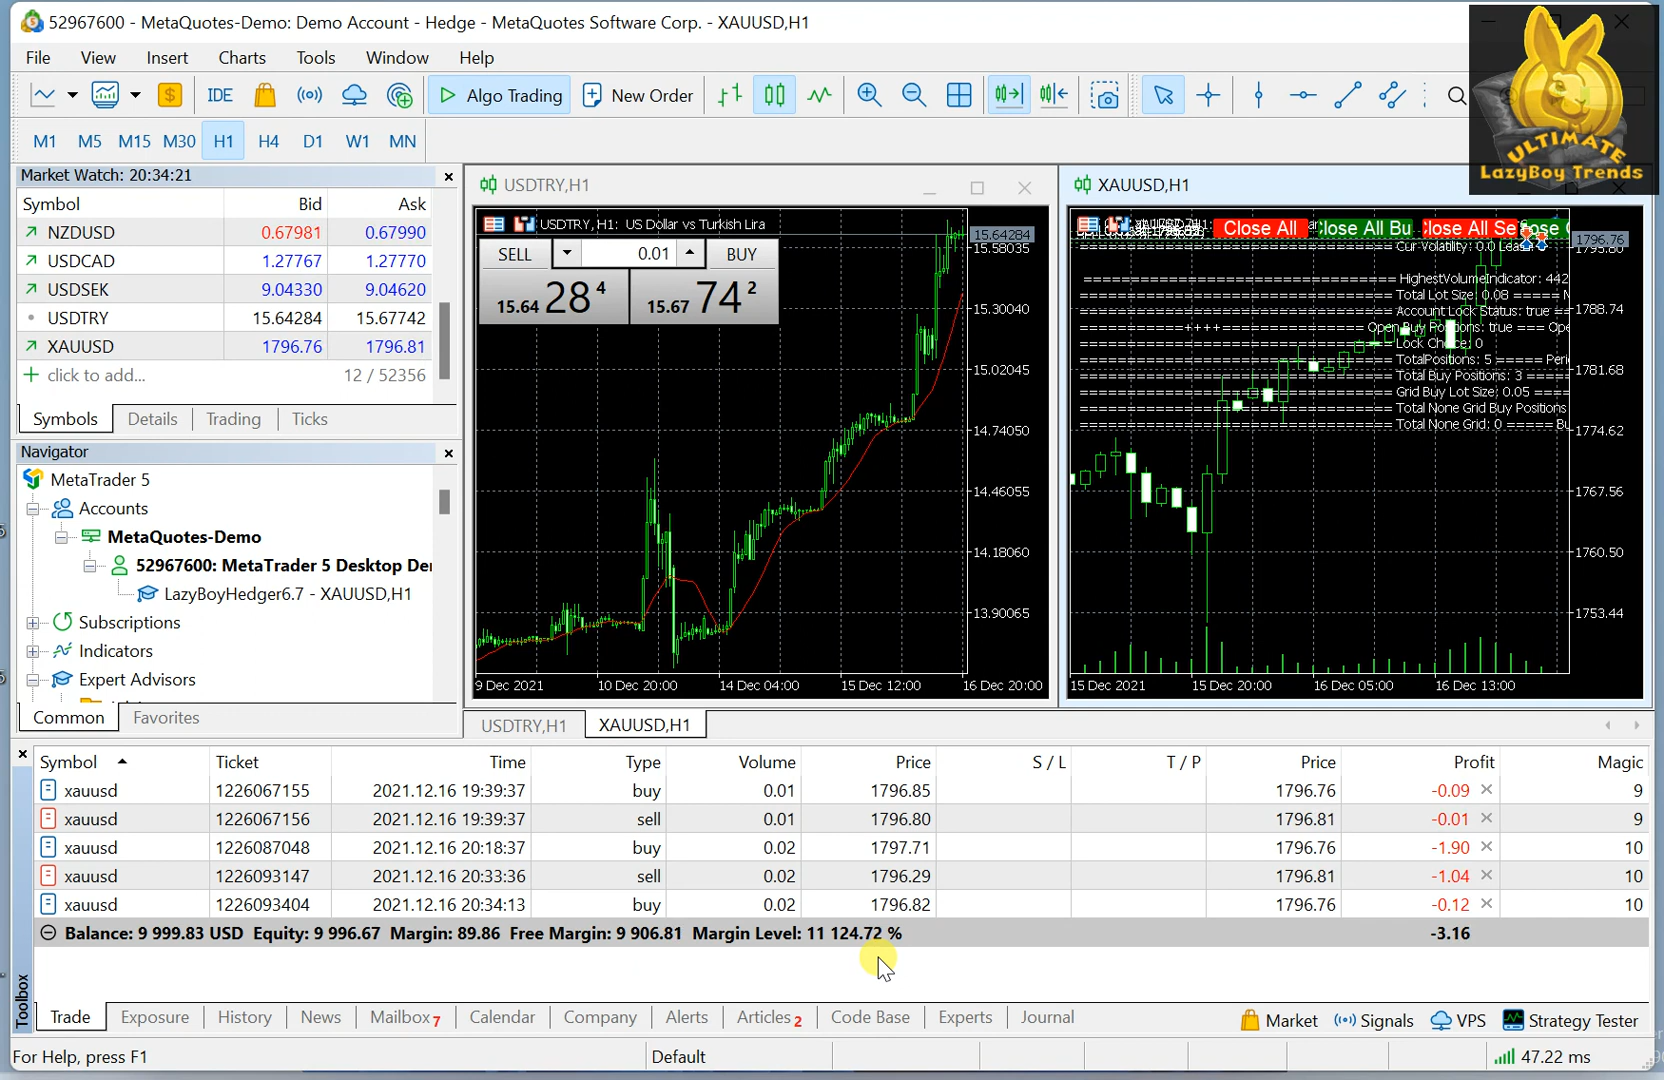 52967600 - MetaQuotes-Demo: Demo Account - Hedge - MetaQuotes Software Corp. - XAUUSD,H1
File View Insert Charts Tools Window Help
IDE Algo Trading New Order
ULTIMATE
LazyBoy Trends
M1 M5 M15 M30 H1 H4 D1 W1 MN
Market Watch: 20:34:21
Symbol Bid Ask
NZDUSD 0.67981 0.67990
USDCAD 1.27767 1.27770
USDSEK 9.04330 9.04620
USDTRY 15.64284 15.67742
XAUUSD 1796.76 1796.81
click to add... 12 / 52356
Symbols Details Trading Ticks
Navigator
MetaTrader 5
Accounts
MetaQuotes-Demo
52967600: MetaTrader 5 Desktop De
LazyBoyHedger6.7 - XAUUSD,H1
Subscriptions
Indicators
Expert Advisors
Common Favorites
USDTRY,H1
USDTRY, H1: US Dollar vs Turkish Lira
SELL 0.01 BUY
15.64 28 4 15.67 74 2
15.64284
15.58035
15.30040
15.02045
14.74050
14.46055
14.18060
13.90065
9 Dec 2021 10 Dec 20:00 14 Dec 04:00 15 Dec 12:00 16 Dec 20:00
XAUUSD,H1
Close All lose All Bu lose All Se ose
1796.76
1795.80
Cur Volatility: 0.0
HighestVolumeIndicator: 442
Total Lot Size: 0.08 ===== 
Account Lock Status: true ==
++++============== Open Buy Positions: true === Ope
Lock Choice: 0
TotalPositions: 5 ===== Peri
Total Buy Positions: 3 =====
Grid Buy Lot Size: 0.05 =====
Total None Grid Buy Positions
Total None Grid: 0 =====
1788.74
1781.68
1774.62
1767.56
1760.50
1753.44
15 Dec 2021 15 Dec 20:00 16 Dec 05:00 16 Dec 13:00
USDTRY,H1 XAUUSD,H1
Symbol Ticket Time Type Volume Price S / L T / P Price Profit Magic
xauusd 1226067155 2021.12.16 19:39:37 buy 0.01 1796.85 1796.76 -0.09 9
xauusd 1226067156 2021.12.16 19:39:37 sell 0.01 1796.80 1796.81 -0.01 9
xauusd 1226087048 2021.12.16 20:18:37 buy 0.02 1797.71 1796.76 -1.90 10
xauusd 1226093147 2021.12.16 20:33:36 sell 0.02 1796.29 1796.81 -1.04 10
xauusd 1226093404 2021.12.16 20:34:13 buy 0.02 1796.82 1796.76 -0.12 10
Balance: 9 999.83 USD Equity: 9 996.67 Margin: 89.86 Free Margin: 9 906.81 Margin Level: 11 124.72 % -3.16
Toolbox
Trade Exposure History News Mailbox 7 Calendar Company Alerts Articles 2 Code Base Experts Journal Market Signals VPS Strategy Tester
For Help, press F1 Default 47.22 ms